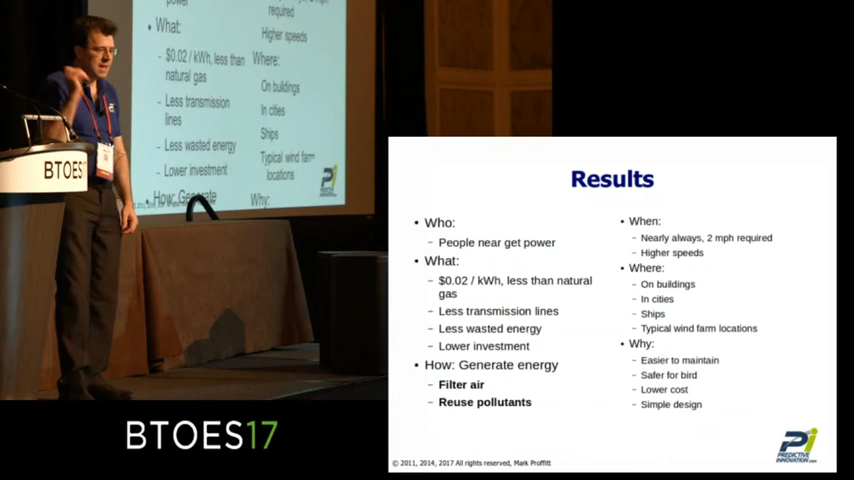 power
• What:
– $0.02 / kWh, less than
natural gas
– Less transmission
lines
– Less wasted energy
– Lower investment
• How: Generate
required
Higher speeds
Where:
On buildings
In cities
Ships
Typical wind farm
locations
Why:
BTOES17
BTOES17
Results
• Who:
– People near get power
• What:
– $0.02 / kWh, less than natural
gas
– Less transmission lines
– Less wasted energy
– Lower investment
• How: Generate energy
– Filter air
– Reuse pollutants
• When:
– Nearly always, 2 mph required
– Higher speeds
• Where:
– On buildings
– In cities
– Ships
– Typical wind farm locations
• Why:
– Easier to maintain
– Safer for bird
– Lower cost
– Simple design
Pi
PREDICTIVE
INNOVATION.com
© 2011, 2014, 2017 All rights reserved, Mark Proffitt